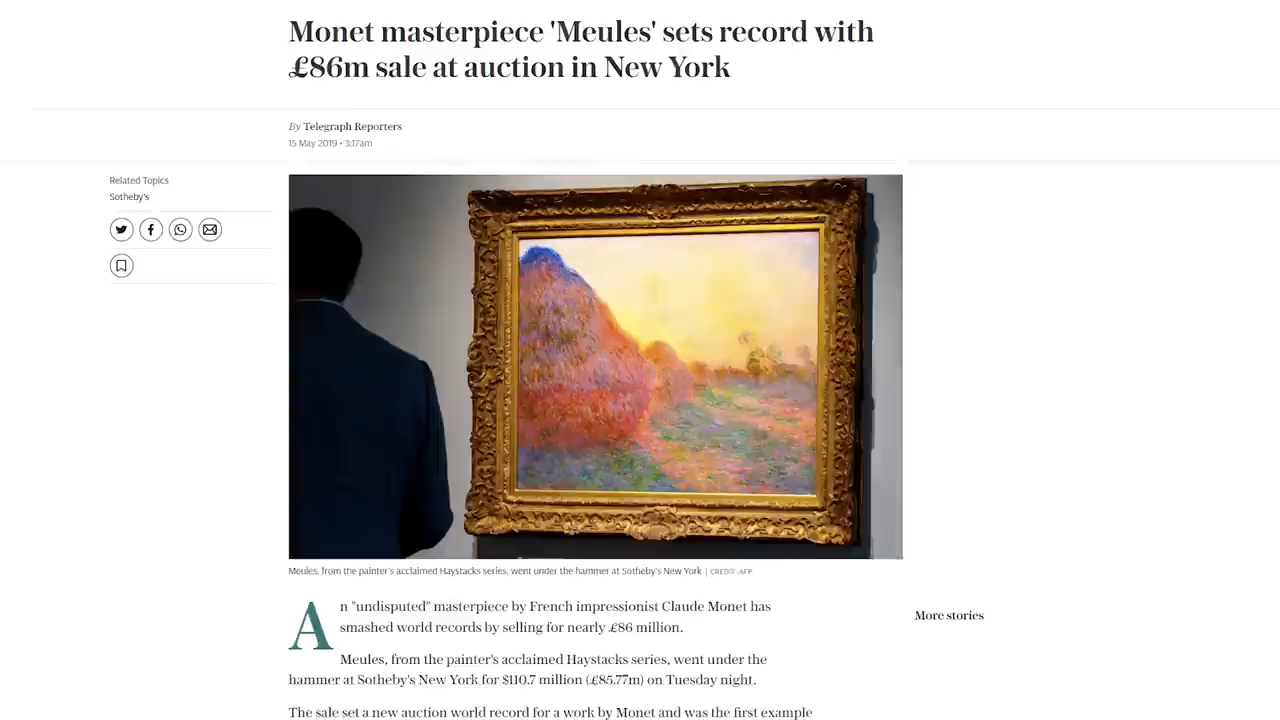 Monet masterpiece 'Meules' sets record with
£86m sale at auction in New York
By Telegraph Reporters
15 May 2019 • 3:17am
Related Topics
Sotheby's
Meules, from the painter's acclaimed Haystacks series, went under the hammer at Sotheby's New York | CREDIT: AFP
An "undisputed" masterpiece by French impressionist Claude Monet has
smashed world records by selling for nearly £86 million.
More stories
Meules, from the painter's acclaimed Haystacks series, went under the
hammer at Sotheby's New York for $110.7 million (£85.77m) on Tuesday night.
The sale set a new auction world record for a work by Monet and was the first example